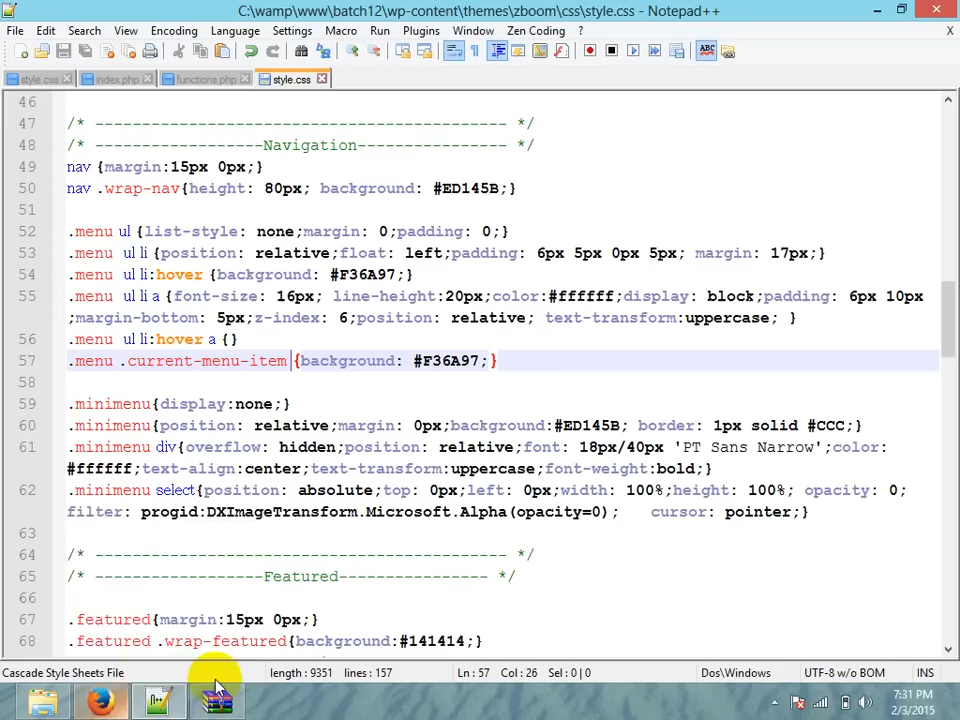 C:\wamp\www\batch12\wp-content\themes\zboom\css\style.css - Notepad++
File Edit Search View Encoding Language Settings Macro Run Plugins Window Zen Coding ? X
style.css index.php functions.php style.css
46
47 /* -------------------------------------------- */
48 /* ------------------Navigation---------------- */
49 nav {margin:15px 0px;}
50 nav .wrap-nav{height: 80px; background: #ED145B;}
51
52 .menu ul {list-style: none;margin: 0;padding: 0;}
53 .menu ul li {position: relative;float: left;padding: 6px 5px 0px 5px; margin: 17px;}
54 .menu ul li:hover {background: #F36A97;}
55 .menu ul li a {font-size: 16px; line-height:20px;color:#ffffff;display: block;padding: 6px 10px
;margin-bottom: 5px;z-index: 6;position: relative; text-transform:uppercase; }
56 .menu ul li:hover a {}
57 .menu .current-menu-item {background: #F36A97;}
58
59 .minimenu{display:none;}
60 .minimenu{position: relative;margin: 0px;background:#ED145B; border: 1px solid #CCC;}
61 .minimenu div{overflow: hidden;position: relative;font: 18px/40px 'PT Sans Narrow';color:
#ffffff;text-align:center;text-transform:uppercase;font-weight:bold;}
62 .minimenu select{position: absolute;top: 0px;left: 0px;width: 100%;height: 100%; opacity: 0;
filter: progid:DXImageTransform.Microsoft.Alpha(opacity=0); cursor: pointer;}
63
64 /* -------------------------------------------- */
65 /* ------------------Featured---------------- */
66
67 .featured{margin:15px 0px;}
68 .featured .wrap-featured{background:#141414;}
Cascade Style Sheets File length : 9351 lines : 157 Ln : 57 Col : 26 Sel : 0 | 0 Dos\Windows UTF-8 w/o BOM INS
7:31 PM
2/3/2015